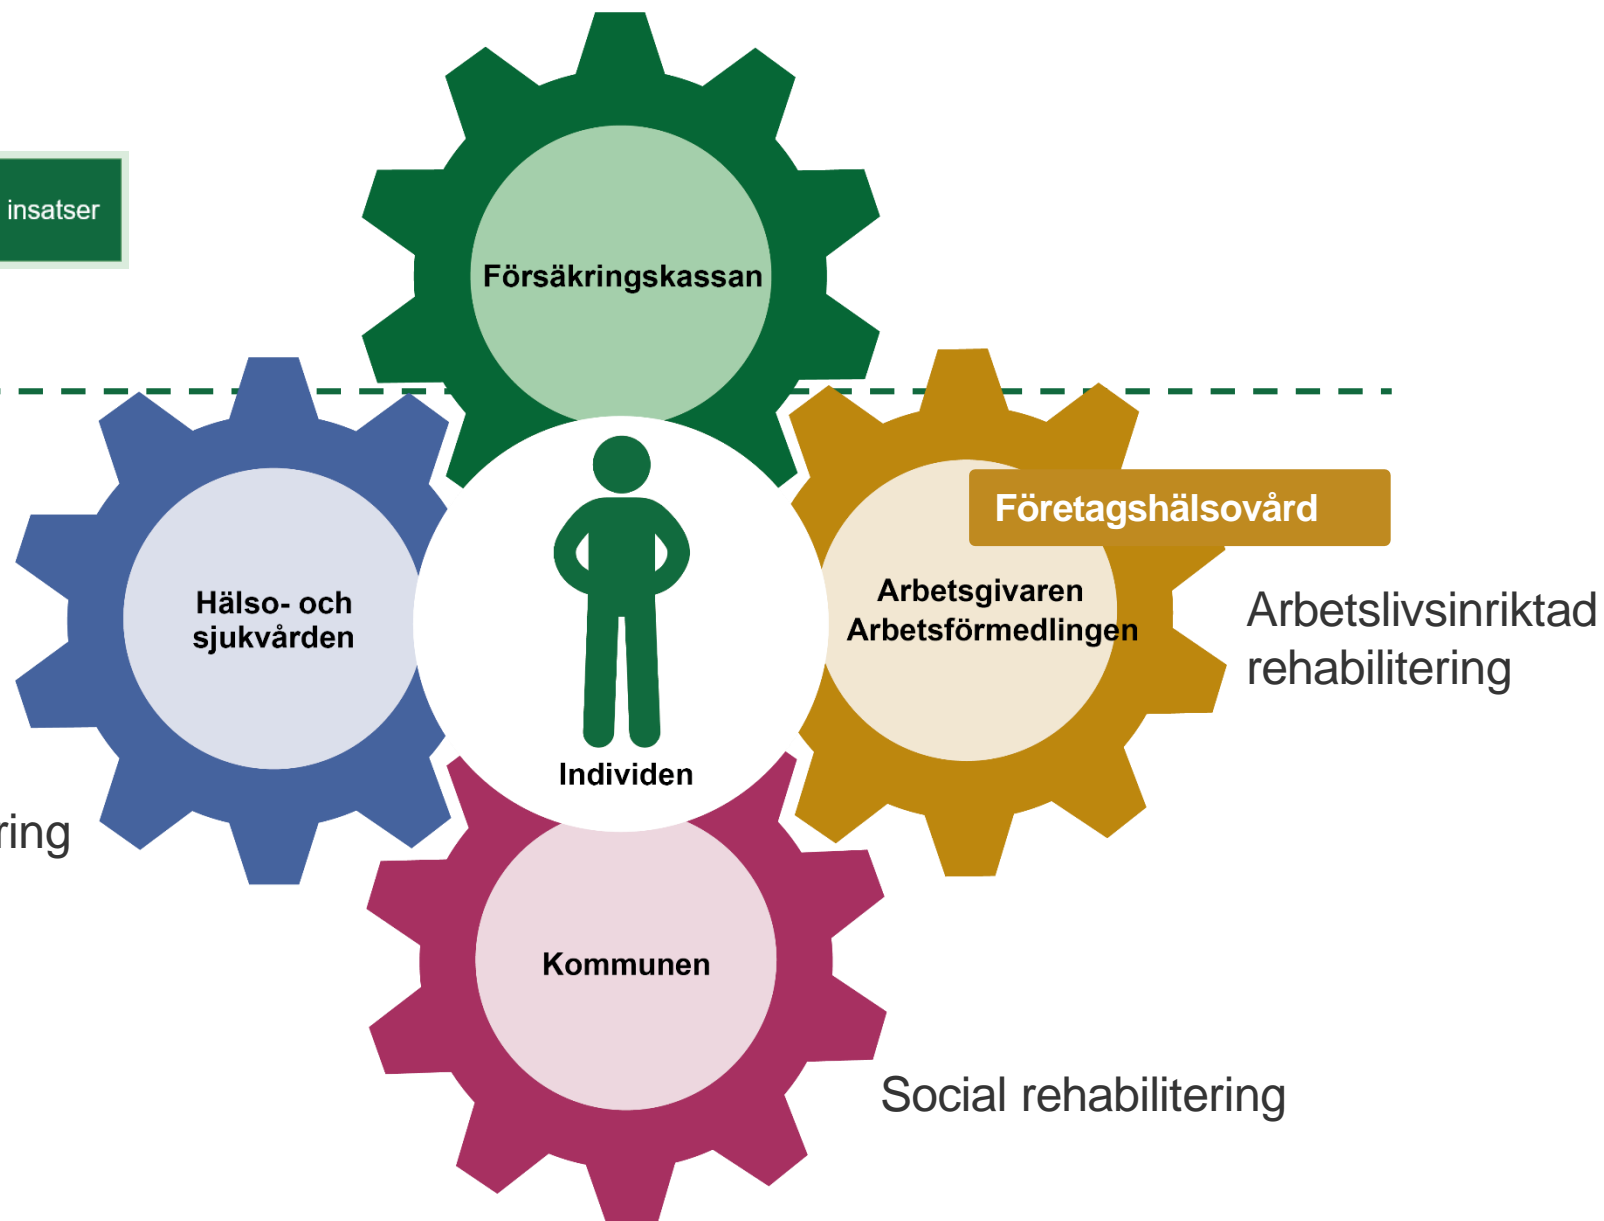 insatser
Försäkringskassan
Företagshälsovård
Hälso- och
sjukvården
Arbetsgivaren
Arbetsförmedlingen
Arbetslivsinriktad
rehabilitering
Individen
ring
Kommunen
Social rehabilitering